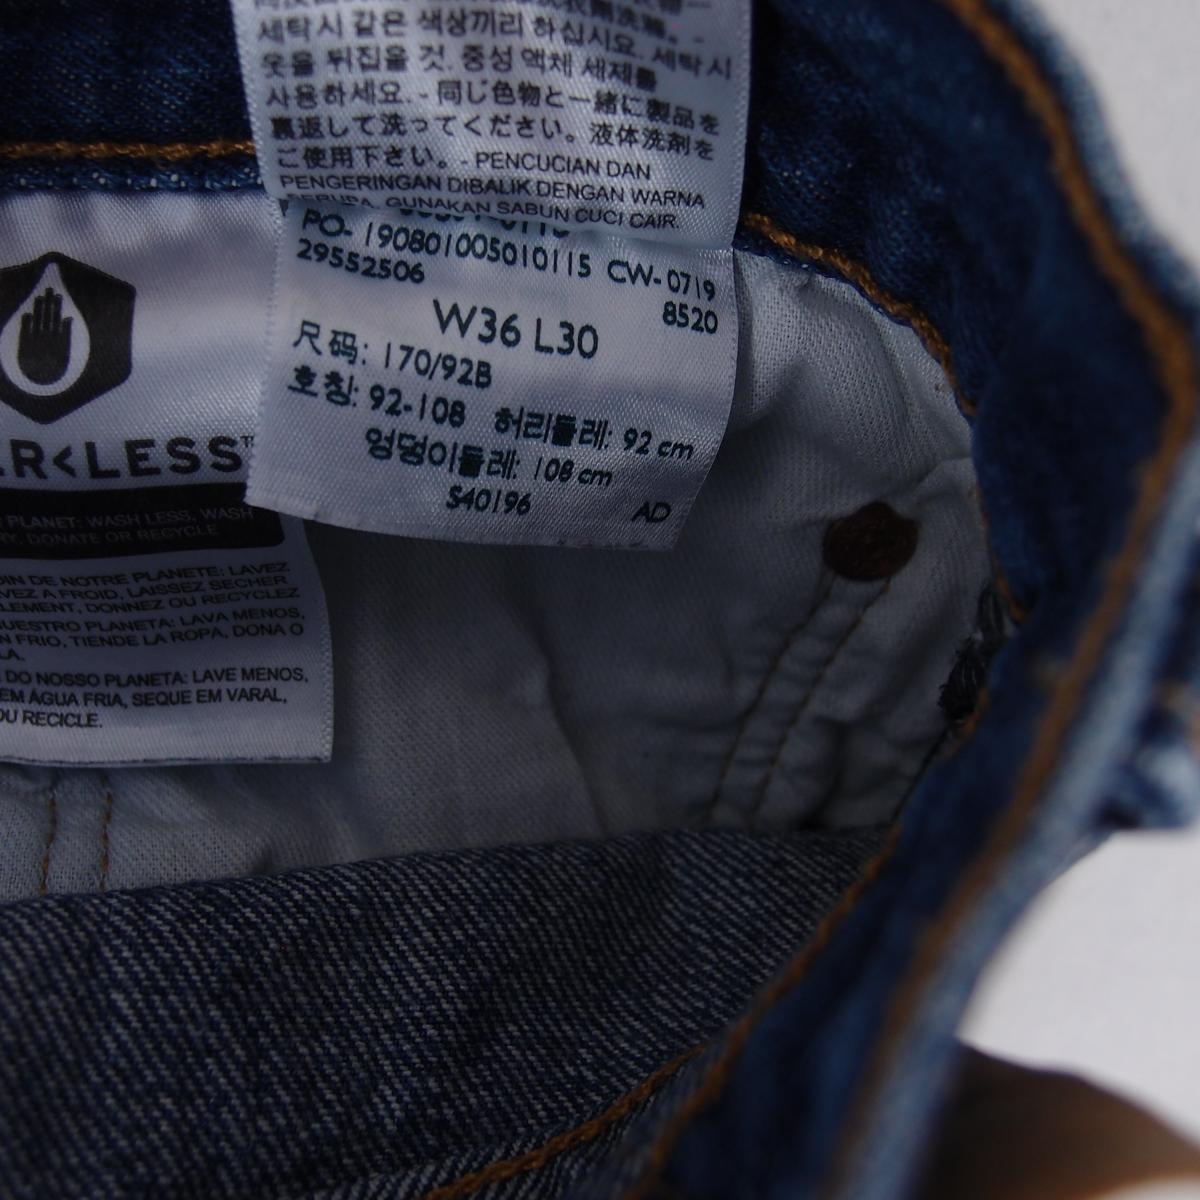 세탁시 같은 색상끼리 하십시요. 세탁시
옷을 뒤집을 것. 중성 액체 세제를
사용하세요. - 同じ色物と一緒に製品を
裏返して洗ってください。液体洗剤を
ご使用下さい。- PENCUCIAN DAN
PENGERINGAN DIBALIK DENGAN WARNA
GUNAKAN SABUN CUCI CAIR.
PO- 190801005010115 CW-0719
29552506 8520
W36 L30
尺码: 170/92B
호칭: 92-108 허리둘레: 92 cm
엉덩이둘레: 108 cm
S40196 AD
R<LESS™
PLANET: WASH LESS, WASH
DONATE OR RECYCLE
DE NOTRE PLANETE: LAVEZ
A FROID, LAISSEZ SECHER
DONNEZ OU RECYCLEZ
NUESTRO PLANETA: LAVA MENOS,
FRIO, TIENDE LA ROPA, DONA O
DO NOSSO PLANETA: LAVE MENOS,
EM ÁGUA FRIA, SEQUE EM VARAL,
OU RECICLE.